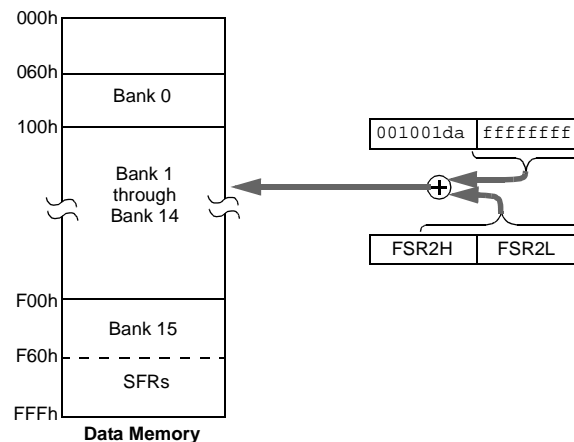 000h
060h
Bank 0
100h
001001da ffffffff
Bank 1
through
Bank 14
FSR2H FSR2L
F00h
Bank 15
F60h
SFRs
FFFh
Data Memory